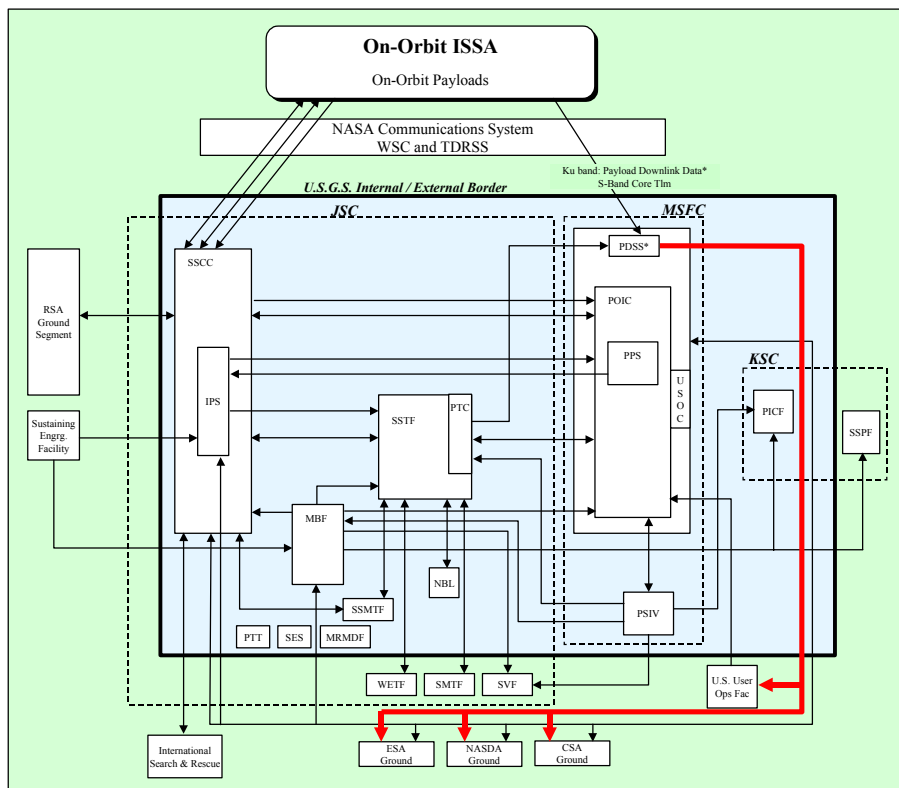 On-Orbit ISSA
On-Orbit Payloads
NASA Communications System
WSC and TDRSS
Ku band: Payload Downlink Data*
S-Band Core Tlm
U.S.G.S. Internal / External Border
JSC
MSFC
SSCC
PDSS*
RSA
Ground
Segment
POIC
PPS
IPS
KSC
U
S
O
C
PTC
SSTF
PICF
SSPF
Sustaining
Engrg.
Facility
MBF
NBL
SSMTF
PSIV
PTT
SES
MRMDF
WETF
SMTF
SVF
U.S. User
Ops Fac
International
Search & Rescue
ESA
Ground
NASDA
Ground
CSA
Ground